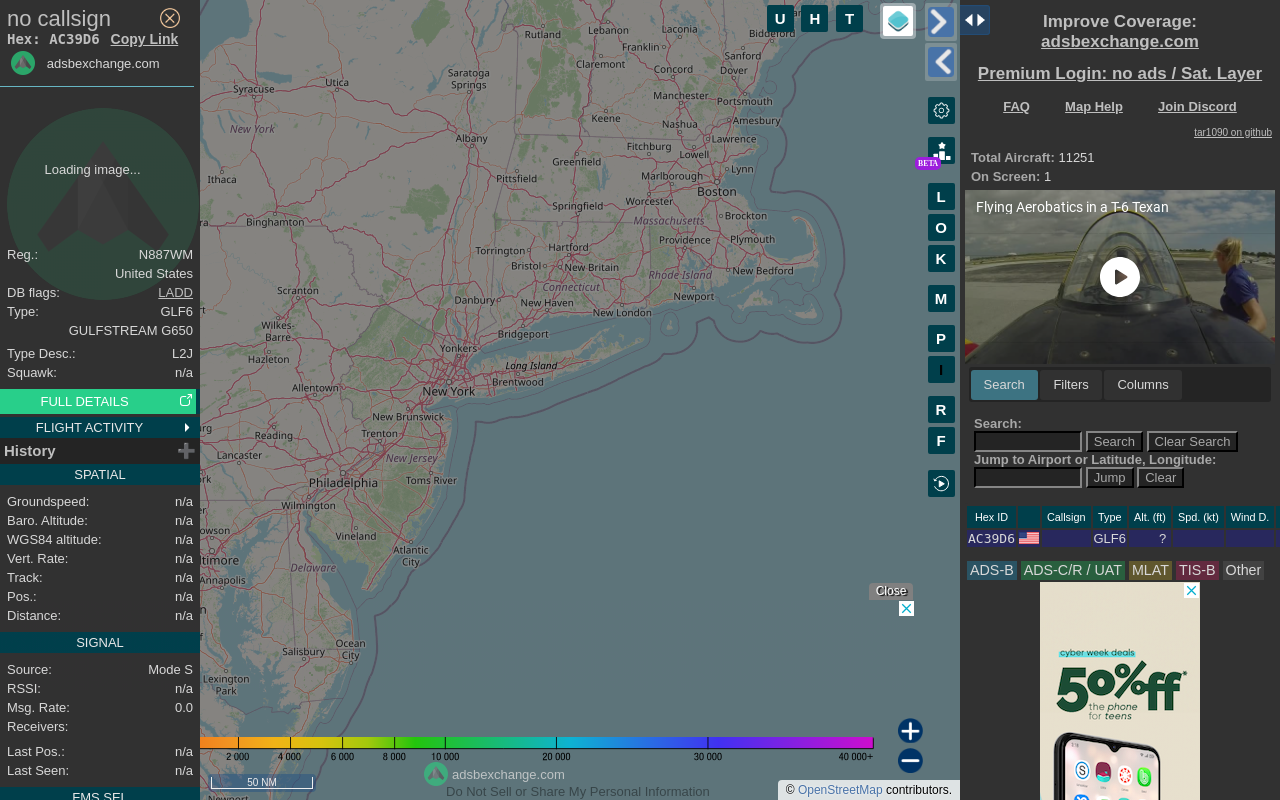 no callsign
Hex: AC39D6 Copy Link
adsbexchange.com
Loading image...
Reg.: N887WM
United States
DB flags: LADD
Type: GLF6
GULFSTREAM G650
Type Desc.: L2J
Squawk: n/a
FULL DETAILS
FLIGHT ACTIVITY
History
SPATIAL
Groundspeed: n/a
Baro. Altitude: n/a
WGS84 altitude: n/a
Vert. Rate: n/a
Track: n/a
Pos.: n/a
Distance: n/a
SIGNAL
Source: Mode S
RSSI: n/a
Msg. Rate: 0.0
Receivers:
Last Pos.: n/a
Last Seen: n/a
FMS SEL
U H T
BETA
L
O
K
M
P
I
R
F
Rutland
Lebanon
Laconia
Franklin
Claremont
Concord
Sanford
Dover
Saratoga
Springs
Utica
Syracuse
Manchester
Portsmouth
Keene
Nashua
Amesbury
New York
Albany
Fitchburg
Lawrence
Greenfield
Lowell
Lynn
Ithaca
Pittsfield
Marlborough
Boston
Binghamton
Springfield
Worcester
Massachusetts
Brockton
Torrington
Hartford
Providence
Plymouth
Bristol
New Britain
Rhode Island
New Bedford
Connecticut
Scranton
Danbury
New Haven
Newport
New London
Wilkes-
Barre
Bridgeport
Hazleton
Yonkers
Long Island
Allentown
New York
Brentwood
New Brunswick
Reading
Trenton
Lancaster
New Jersey
Philadelphia
Toms River
Wilmington
Vineland
Atlantic
City
Annapolis
Delaware
Ocean
City
Salisbury
Lexington
Park
Close
2 000 4 000 6 000 8 000 10 000 20 000 30 000 40 000+
50 NM
adsbexchange.com
Do Not Sell or Share My Personal Information
© OpenStreetMap contributors.
Improve Coverage:
adsbexchange.com
Premium Login: no ads / Sat. Layer
FAQ Map Help Join Discord
tar1090 on github
Total Aircraft: 11251
On Screen: 1
Flying Aerobatics in a T-6 Texan
Search Filters Columns
Search:
Search Clear Search
Jump to Airport or Latitude, Longitude:
Jump Clear
Hex ID Callsign Type Alt. (ft) Spd. (kt) Wind D.
AC39D6 GLF6 ?
ADS-B ADS-C/R / UAT MLAT TIS-B Other
cyber week deals
50%off*
the phone
for teens